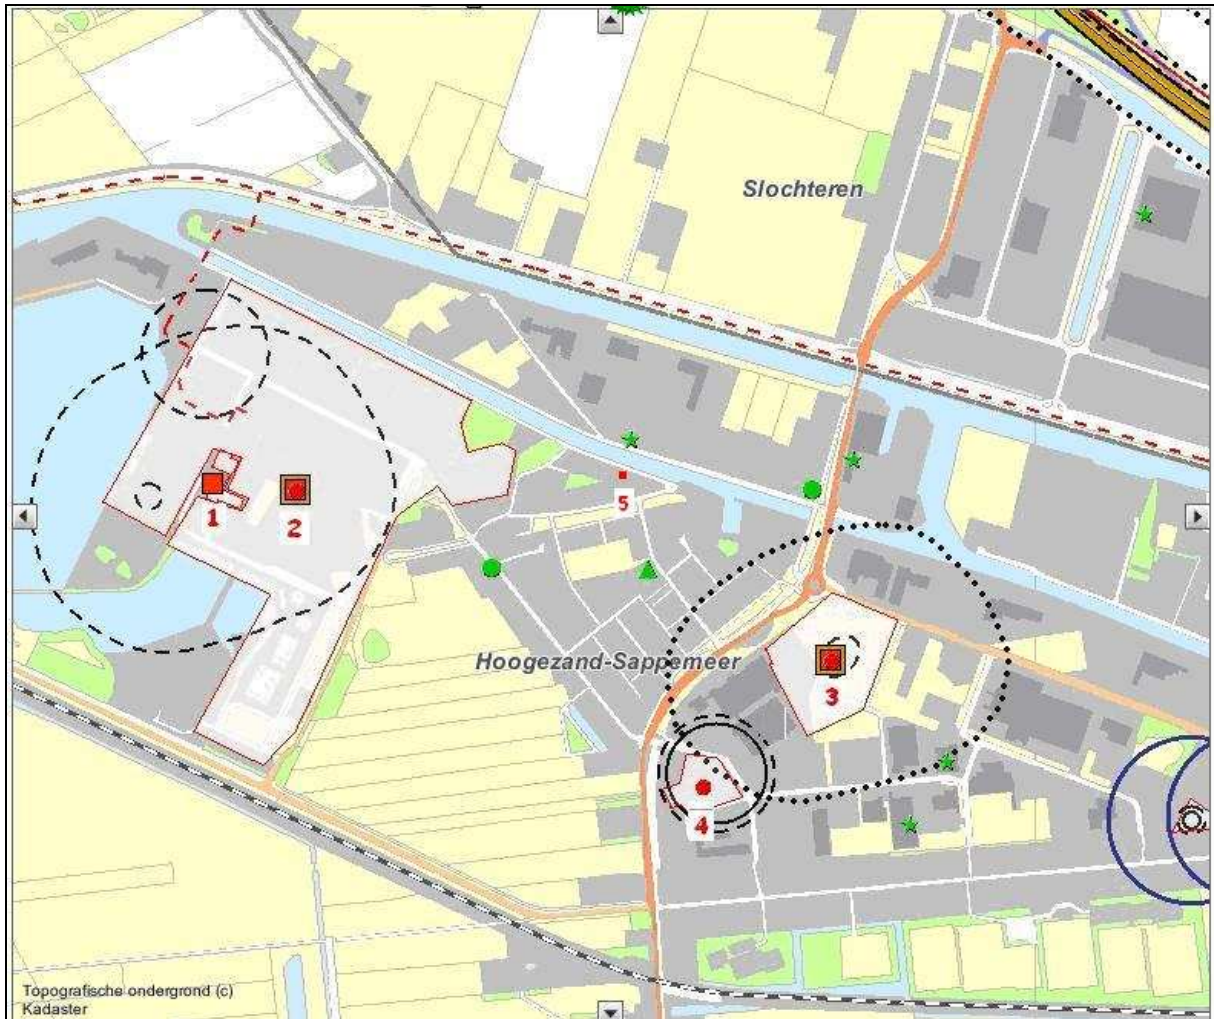 Slochteren
1
2
5
Hoogezand-Sappemeer
3
4
Topografische ondergrond (c)
Kadaster